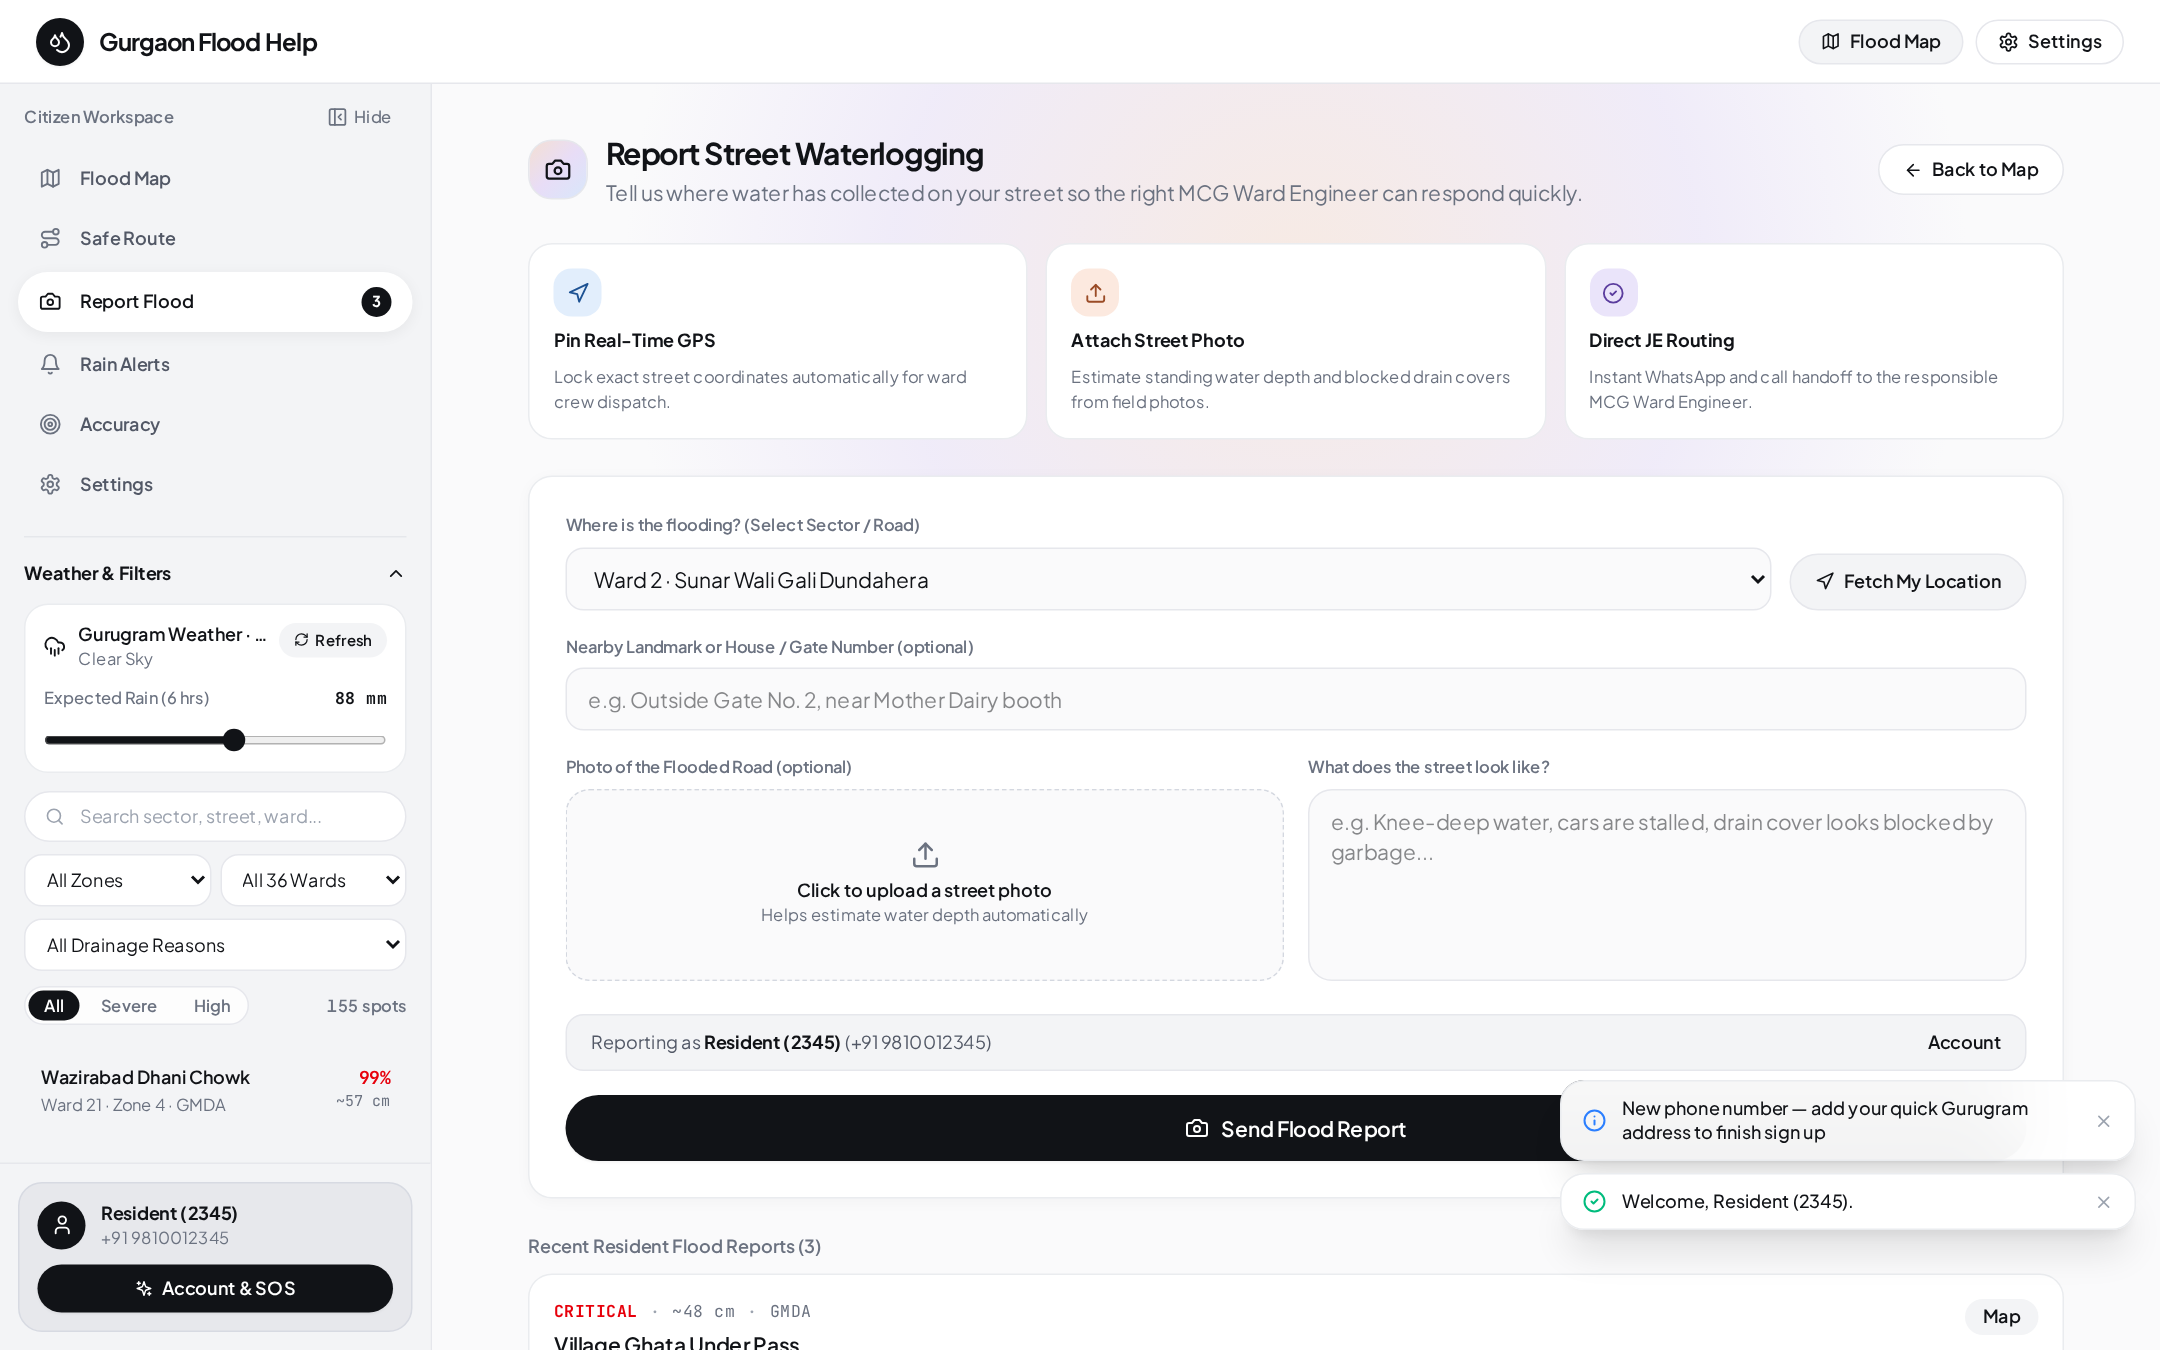 Gurgaon Flood Help
Flood Map
Settings
Citizen Workspace
Hide
Flood Map
Safe Route
Report Flood
3
Rain Alerts
Accuracy
Settings
Weather & Filters
Gurugram Weather · ...
Clear Sky
Refresh
Expected Rain (6 hrs)
88 mm
Search sector, street, ward...
All Zones
All 36 Wards
All Drainage Reasons
All
Severe
High
155 spots
Wazirabad Dhani Chowk
99%
Ward 21 · Zone 4 · GMDA
~57 cm
Resident (2345)
+91 9810012345
Account & SOS
Report Street Waterlogging
Tell us where water has collected on your street so the right MCG Ward Engineer can respond quickly.
Back to Map
Pin Real-Time GPS
Lock exact street coordinates automatically for ward
crew dispatch.
Attach Street Photo
Estimate standing water depth and blocked drain covers
from field photos.
Direct JE Routing
Instant WhatsApp and call handoff to the responsible
MCG Ward Engineer.
Where is the flooding? (Select Sector / Road)
Ward 2 · Sunar Wali Gali Dundahera
Fetch My Location
Nearby Landmark or House / Gate Number (optional)
e.g. Outside Gate No. 2, near Mother Dairy booth
Photo of the Flooded Road (optional)
Click to upload a street photo
Helps estimate water depth automatically
What does the street look like?
e.g. Knee-deep water, cars are stalled, drain cover looks blocked by
garbage...
Reporting as Resident (2345) (+91 9810012345)
Account
Send Flood Report
New phone number — add your quick Gurugram
address to finish sign up
Welcome, Resident (2345).
Recent Resident Flood Reports (3)
CRITICAL · ~48 cm · GMDA
Map
Village Ghata Under Pass